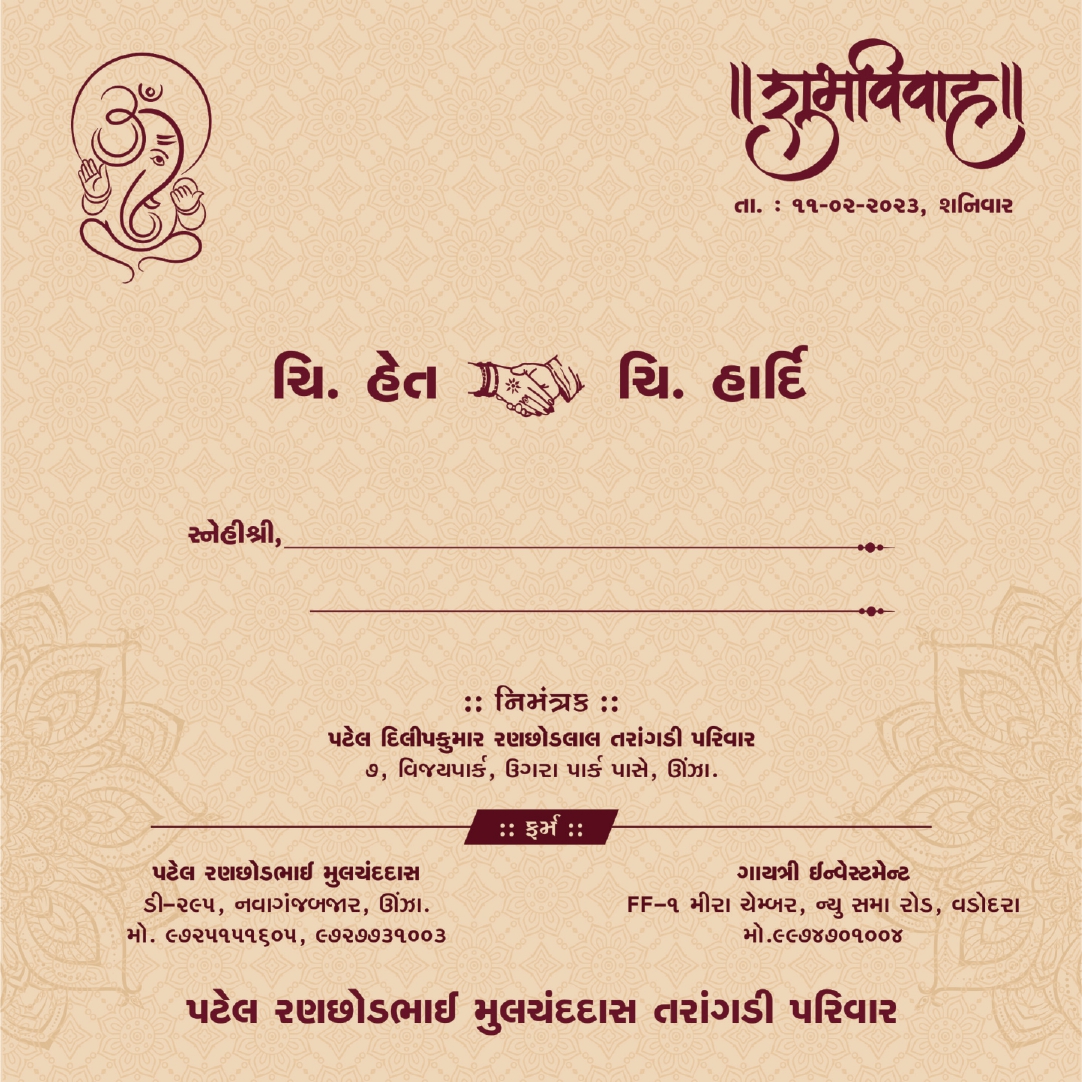 ॥ शुभविवाह ॥
તા. : ૧૧-૦૨-૨૦૨૩, શનિવાર
ચિ. હેત ચિ. હાર્દિ
સ્નેહીશ્રી,
:: નિમંત્રક ::
પટેલ દિલીપકુમાર રણછોડલાલ તરાંગડી પરિવાર
૭, વિજયપાર્ક, ઉગરા પાર્ક પાસે, ઊંઝા.
:: ફર્મ ::
પટેલ રણછોડભાઈ મુલચંદદાસ
ડી–૨૯૫, નવાગંજબજાર, ઊંઝા.
મો. ૯૭૨૫૧૫૧૬૦૫, ૯૭૨૭૭૩૧૦૦૩
ગાયત્રી ઈન્વેસ્ટમેન્ટ
FF–૧ મીરા ચેમ્બર, ન્યુ સમા રોડ, વડોદરા
મો.૯૯૭૪૭૦૧૦૦૪
પટેલ રણછોડભાઈ મુલચંદદાસ તરાંગડી પરિવાર